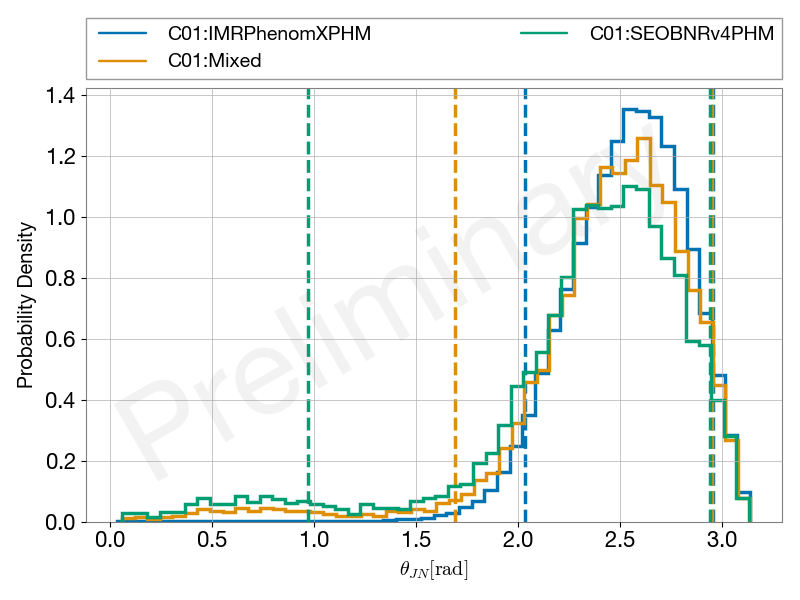 C01:IMRPhenomXPHM
C01:SEOBNRv4PHM
C01:Mixed
1.4
1.2
1.0
0.8
0.6
0.4
0.2
0.0
Probability Density
Preliminary
0.0 0.5 1.0 1.5 2.0 2.5 3.0
θ_JN[rad]